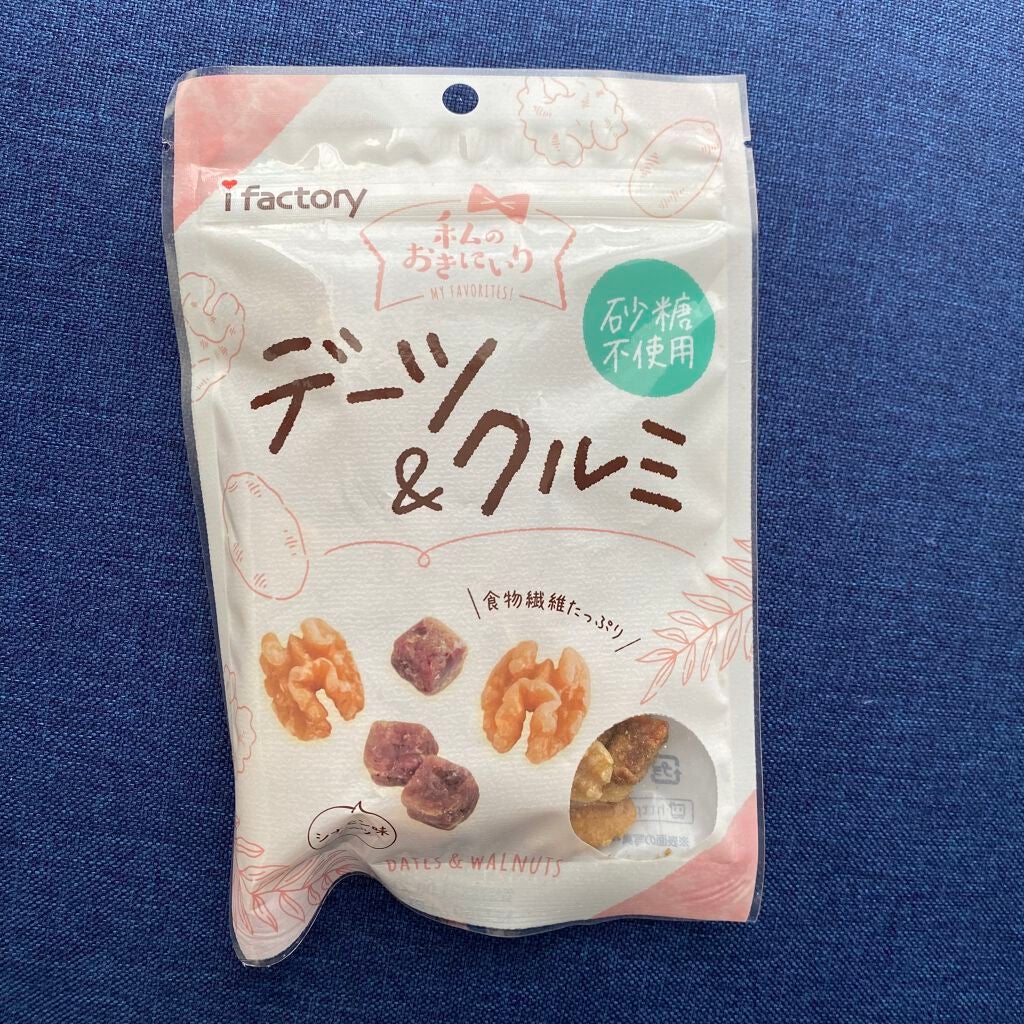 i factory
私の
おきにいり
MY FAVORITES!
砂糖
不使用
デーツ
&クルミ
食物繊維たっぷり
DATES & WALNUTS